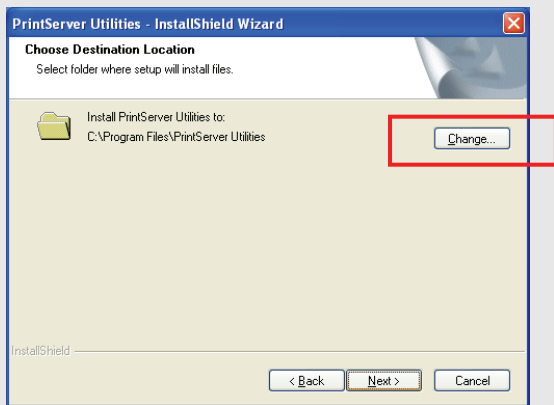 PrintServer Utilities - InstallShield Wizard
Choose Destination Location
Select folder where setup will install files.
Install PrintServer Utilities to:
C:\Program Files\PrintServer Utilities
Change...
InstallShield
< Back
Next >
Cancel